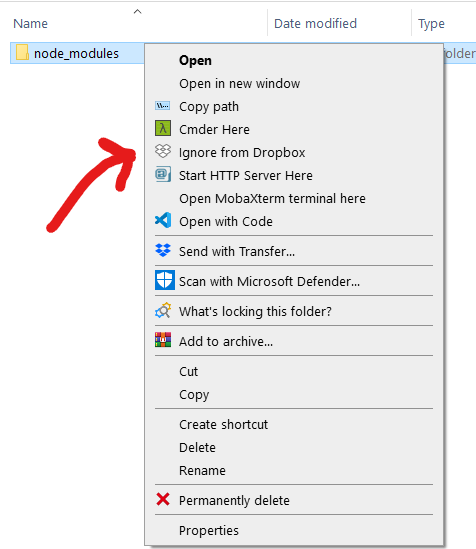 Name Date modified Type
node_modules older
Open
Open in new window
Copy path
Cmder Here
Ignore from Dropbox
Start HTTP Server Here
Open MobaXterm terminal here
Open with Code
Send with Transfer...
Scan with Microsoft Defender...
What's locking this folder?
Add to archive...
Cut
Copy
Create shortcut
Delete
Rename
Permanently delete
Properties